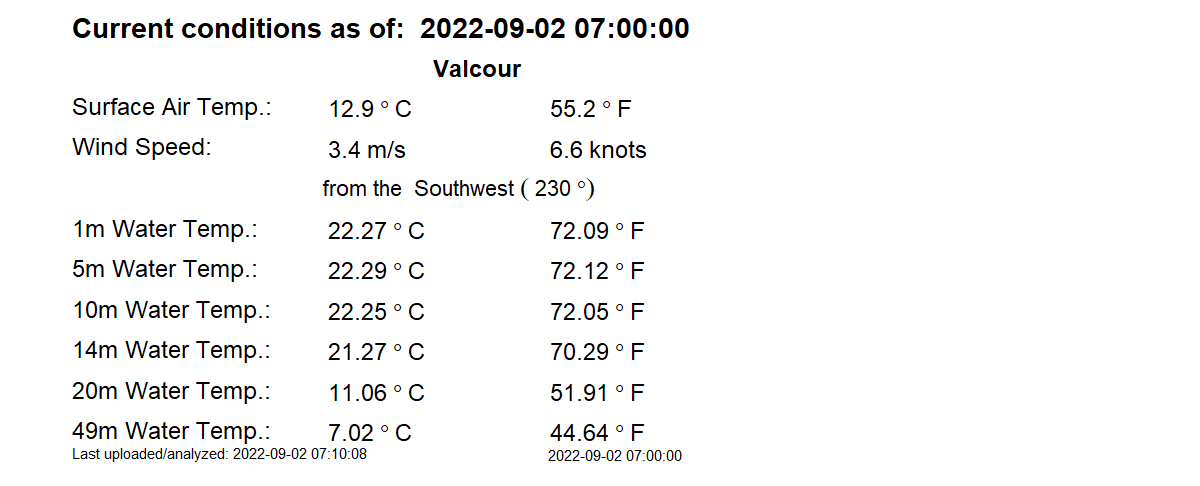 Current conditions as of: 2022-09-02 07:00:00
Valcour
Surface Air Temp.: 12.9 ° C 55.2 ° F
Wind Speed: 3.4 m/s 6.6 knots
from the Southwest ( 230 °)
1m Water Temp.: 22.27 ° C 72.09 ° F
5m Water Temp.: 22.29 ° C 72.12 ° F
10m Water Temp.: 22.25 ° C 72.05 ° F
14m Water Temp.: 21.27 ° C 70.29 ° F
20m Water Temp.: 11.06 ° C 51.91 ° F
49m Water Temp.: 7.02 ° C 44.64 ° F
Last uploaded/analyzed: 2022-09-02 07:10:08 2022-09-02 07:00:00